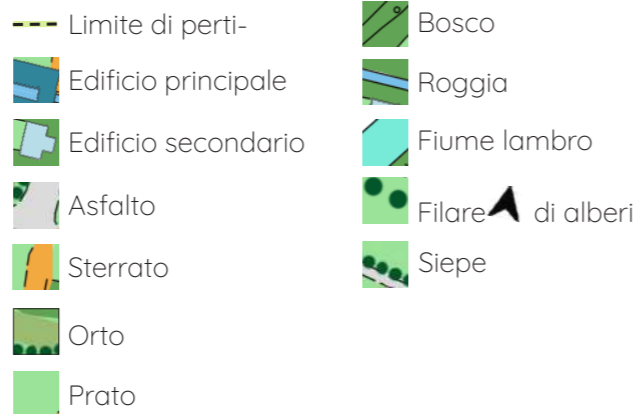 Limite di perti-
Edificio principale
Edificio secondario
Asfalto
Sterrato
Orto
Prato
Bosco
Roggia
Fiume lambro
Filare di alberi
Siepe